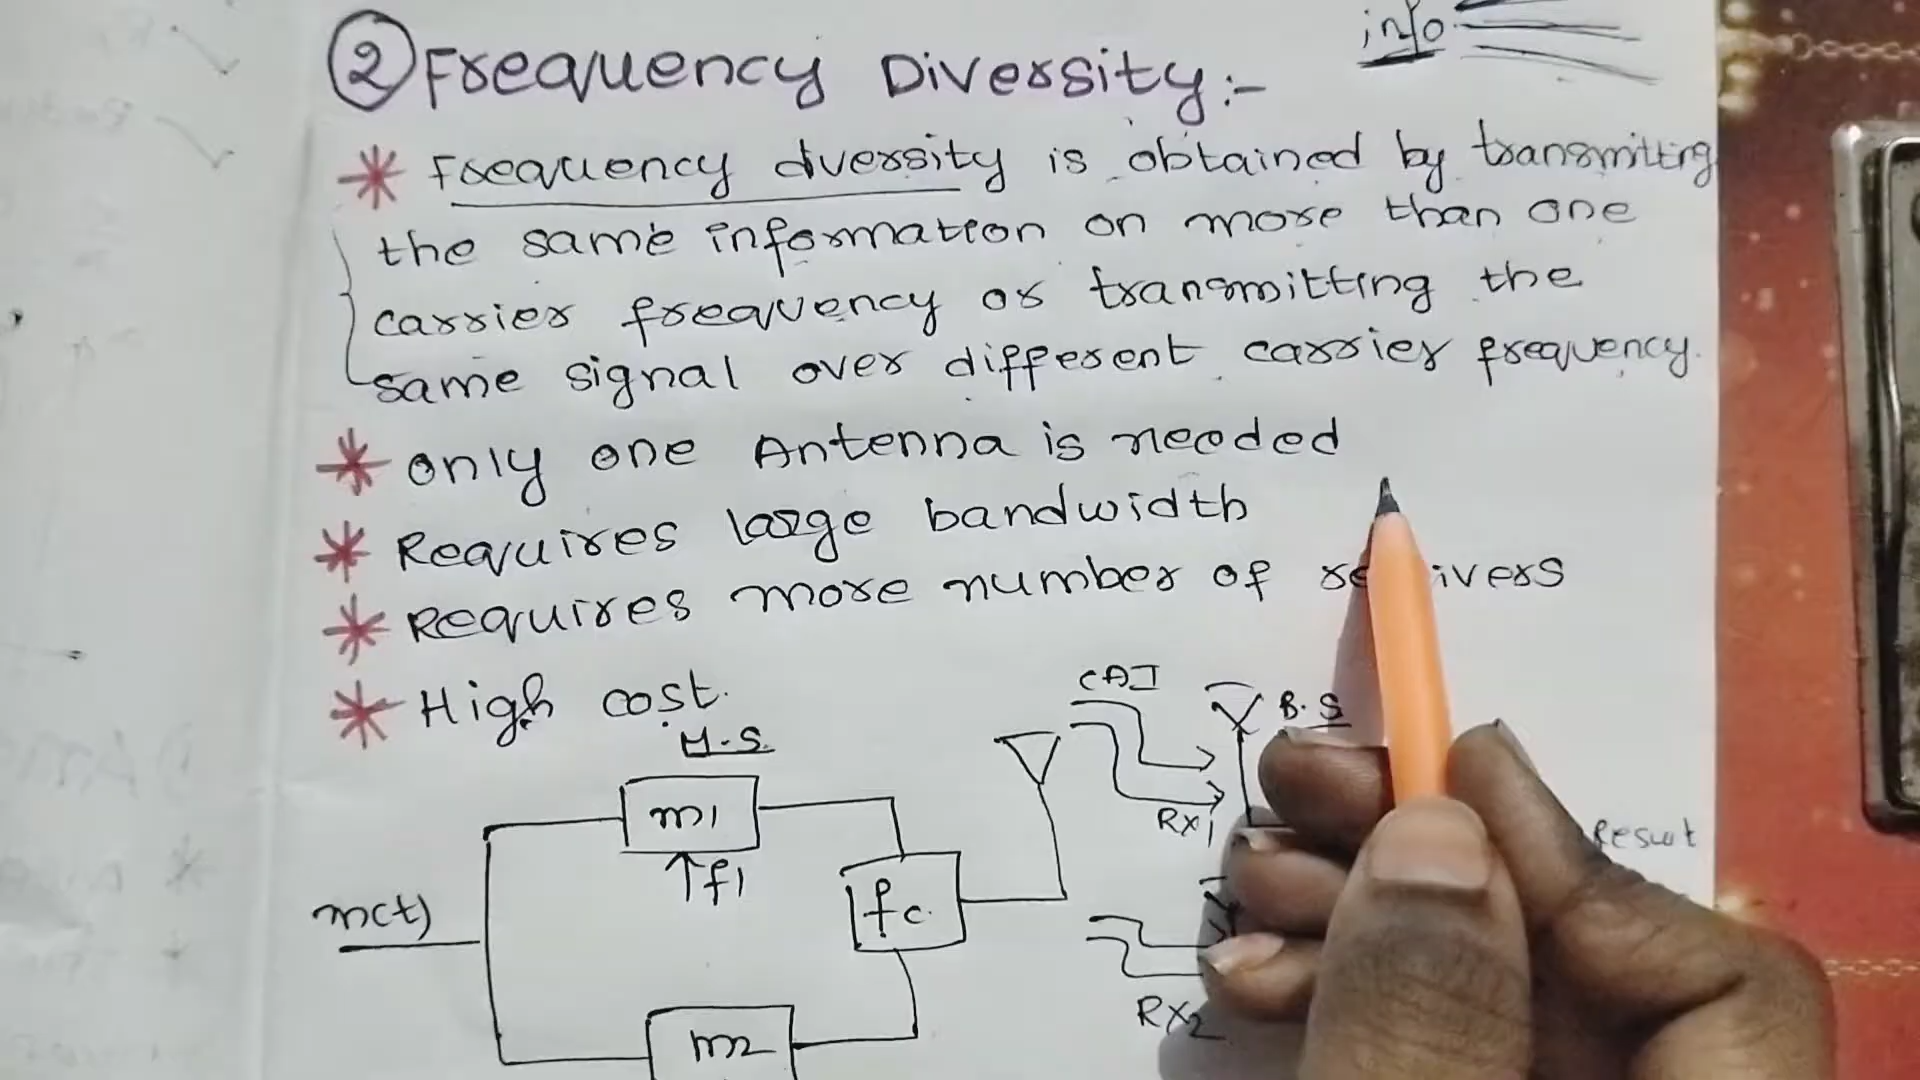 info
② Frequency Diversity:-
* Frequency dversity is obtained by transmitting
the same information on more than one
carrier frequency or transmitting the
same signal over different carrier frequency.
* only one Antenna is needed
* Requires large bandwidth
* Requires more number of
* High cost.
M.S.
CAI
B.S
m1
↑f1
Rx1
Result
m(t)
fc.
Rx2
m2